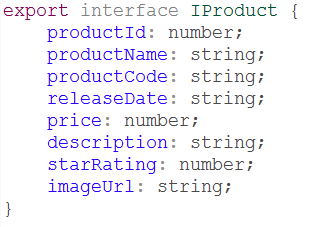 export interface IProduct {
    productId: number;
    productName: string;
    productCode: string;
    releaseDate: string;
    price: number;
    description: string;
    starRating: number;
    imageUrl: string;
}